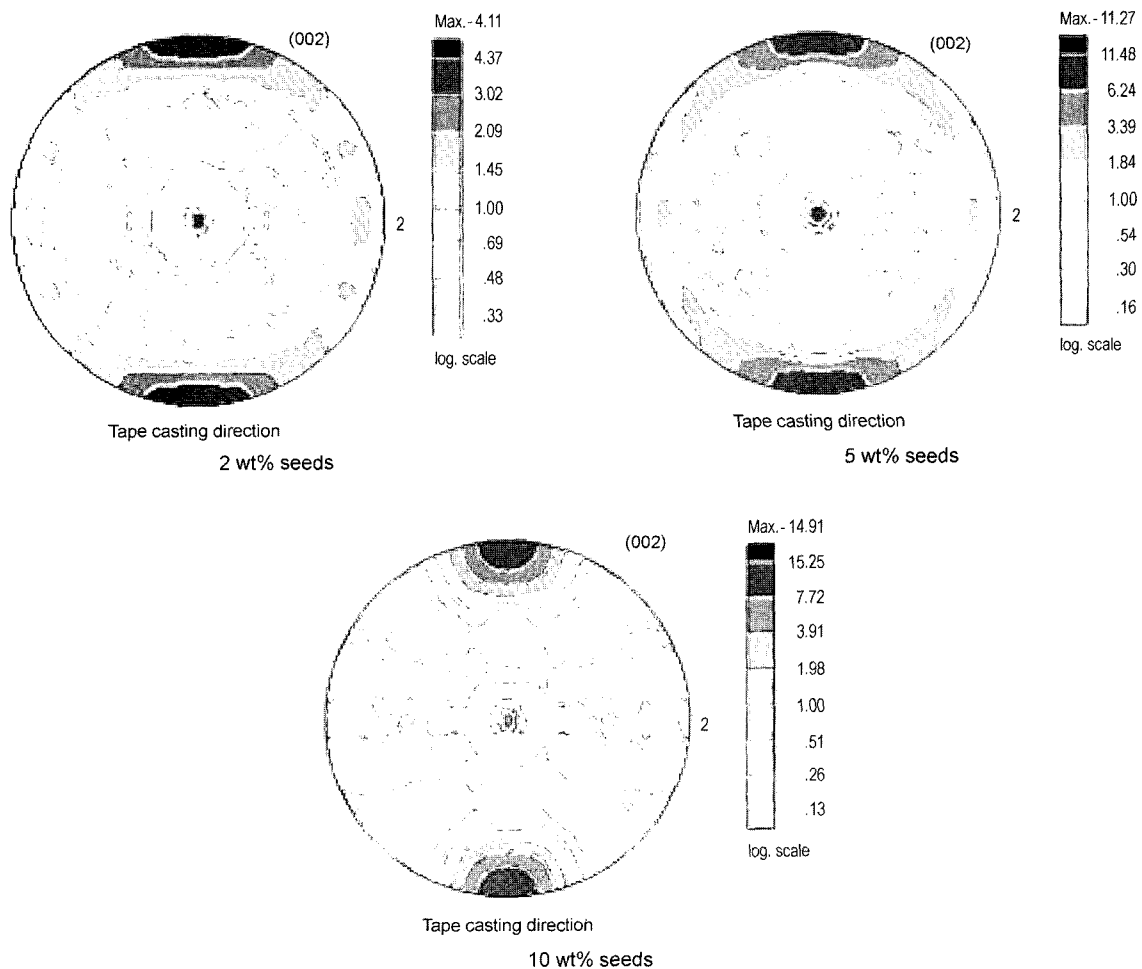 Max.-4.11
(002)
4.37
3.02
2.09
1.45
1.00
.69
.48
.33
log. scale
2
Tape casting direction
2 wt% seeds
Max.-11.27
(002)
11.48
6.24
3.39
1.84
1.00
.54
.30
.16
log. scale
2
Tape casting direction
5 wt% seeds
Max.-14.91
(002)
15.25
7.72
3.91
1.98
1.00
.51
.26
.13
log. scale
2
Tape casting direction
10 wt% seeds